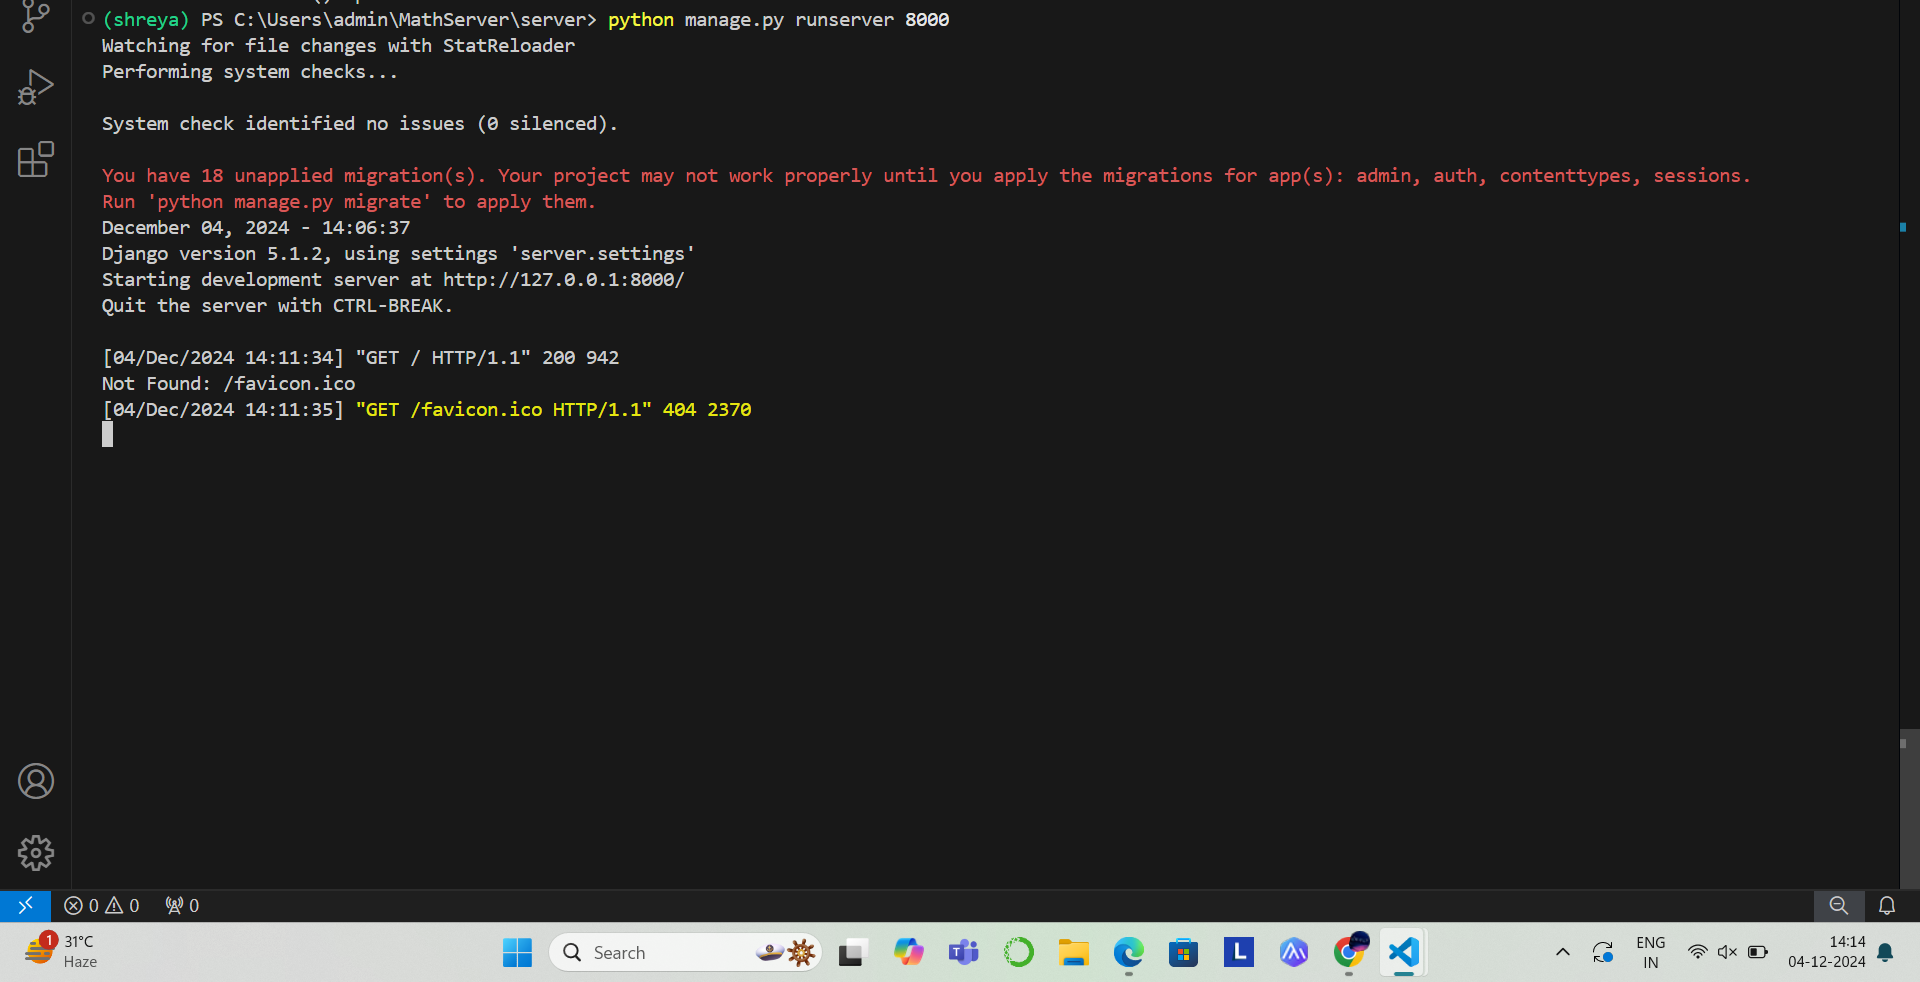 (shreya) PS C:\Users\admin\MathServer\server> python manage.py runserver 8000
Watching for file changes with StatReloader
Performing system checks...
System check identified no issues (0 silenced).
You have 18 unapplied migration(s). Your project may not work properly until you apply the migrations for app(s): admin, auth, contenttypes, sessions.
Run 'python manage.py migrate' to apply them.
December 04, 2024 - 14:06:37
Django version 5.1.2, using settings 'server.settings'
Starting development server at http://127.0.0.1:8000/
Quit the server with CTRL-BREAK.
[04/Dec/2024 14:11:34] "GET / HTTP/1.1" 200 942
Not Found: /favicon.ico
[04/Dec/2024 14:11:35] "GET /favicon.ico HTTP/1.1" 404 2370
0 0 0
1
31°C
Haze
Search
T
L
ENG
IN
14:14
04-12-2024